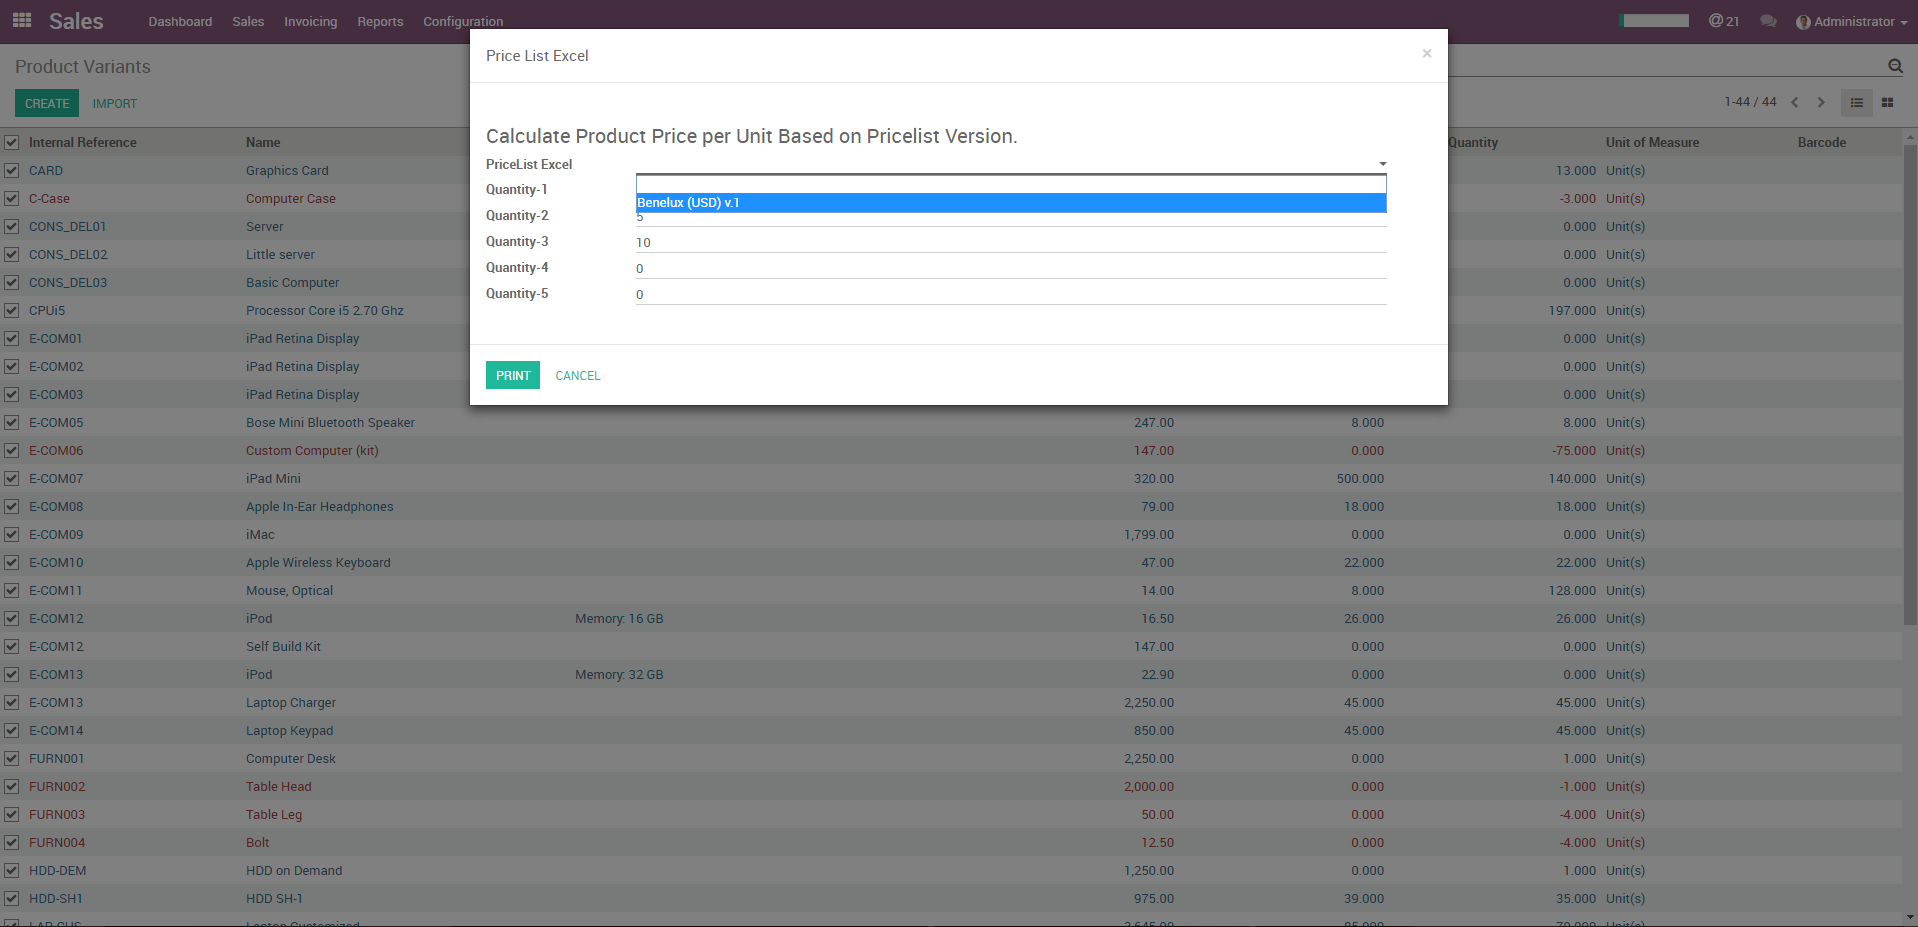 Sales Dashboard Sales Invoicing Reports Configuration @ 21 Administrator
Price List Excel ×
Product Variants
CREATE IMPORT 1-44 / 44
Calculate Product Price per Unit Based on Pricelist Version.
PriceList Excel
Quantity-1
Benelux (USD) v.1
Quantity-2 5
Quantity-3 10
Quantity-4 0
Quantity-5 0
PRINT CANCEL
Internal Reference Name Quantity Unit of Measure Barcode
CARD Graphics Card 13.000 Unit(s)
C-Case Computer Case -3.000 Unit(s)
CONS_DEL01 Server 0.000 Unit(s)
CONS_DEL02 Little server 0.000 Unit(s)
CONS_DEL03 Basic Computer 0.000 Unit(s)
CPUi5 Processor Core i5 2.70 Ghz 197.000 Unit(s)
E-COM01 iPad Retina Display 0.000 Unit(s)
E-COM02 iPad Retina Display 0.000 Unit(s)
E-COM03 iPad Retina Display 0.000 Unit(s)
E-COM05 Bose Mini Bluetooth Speaker 247.00 8.000 8.000 Unit(s)
E-COM06 Custom Computer (kit) 147.00 0.000 -75.000 Unit(s)
E-COM07 iPad Mini 320.00 500.000 140.000 Unit(s)
E-COM08 Apple In-Ear Headphones 79.00 18.000 18.000 Unit(s)
E-COM09 iMac 1,799.00 0.000 0.000 Unit(s)
E-COM10 Apple Wireless Keyboard 47.00 22.000 22.000 Unit(s)
E-COM11 Mouse, Optical 14.00 8.000 128.000 Unit(s)
E-COM12 iPod Memory: 16 GB 16.50 26.000 26.000 Unit(s)
E-COM12 Self Build Kit 147.00 0.000 0.000 Unit(s)
E-COM13 iPod Memory: 32 GB 22.90 0.000 0.000 Unit(s)
E-COM13 Laptop Charger 2,250.00 45.000 45.000 Unit(s)
E-COM14 Laptop Keypad 850.00 45.000 45.000 Unit(s)
FURN001 Computer Desk 2,250.00 0.000 1.000 Unit(s)
FURN002 Table Head 2,000.00 0.000 -1.000 Unit(s)
FURN003 Table Leg 50.00 0.000 -4.000 Unit(s)
FURN004 Bolt 12.50 0.000 -4.000 Unit(s)
HDD-DEM HDD on Demand 1,250.00 0.000 1.000 Unit(s)
HDD-SH1 HDD SH-1 975.00 39.000 35.000 Unit(s)
Laptop Customized